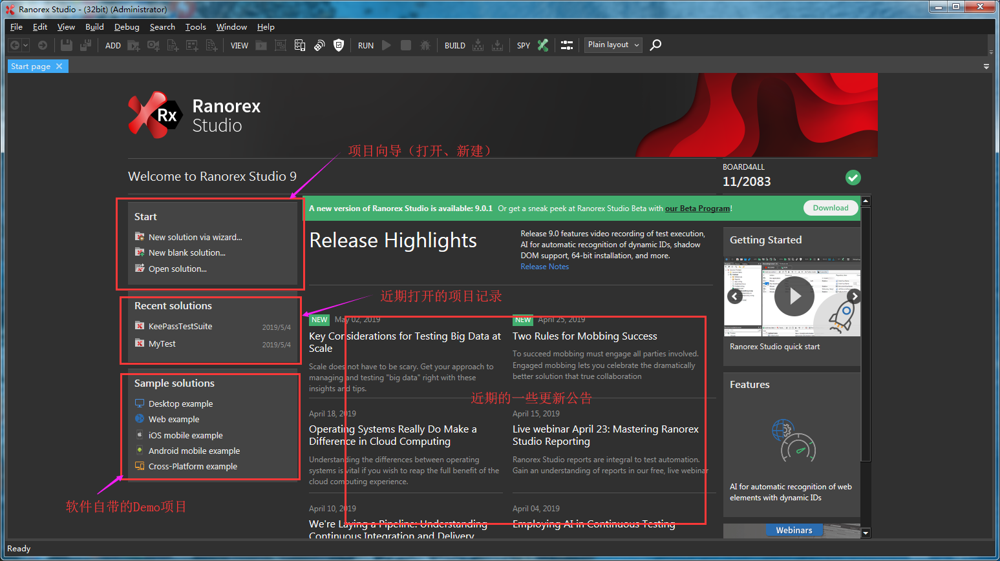 Ranorex Studio - (32bit) (Administrator)
File Edit View Build Debug Search Tools Window Help
ADD VIEW RUN BUILD SPY Plain layout
Start page
Rx
Ranorex
Studio
项目向导（打开、新建）
Welcome to Ranorex Studio 9
BOARD4ALL
11/2083
Start
New solution via wizard...
New blank solution...
Open solution...
近期打开的项目记录
Recent solutions
KeePassTestSuite 2019/5/4
MyTest 2019/5/4
Sample solutions
Desktop example
Web example
iOS mobile example
Android mobile example
Cross-Platform example
软件自带的Demo项目
A new version of Ranorex Studio is available: 9.0.1 Or get a sneak peek at Ranorex Studio Beta with our Beta Program!
Download
Release Highlights
Release 9.0 features video recording of test execution,
AI for automatic recognition of dynamic IDs, shadow
DOM support, 64-bit installation, and more.
Release Notes
NEW May 02, 2019
Key Considerations for Testing Big Data at
Scale
Scale does not have to be scary. Get your approach to
managing and testing "big data" right with these
insights and tips.
NEW April 25, 2019
Two Rules for Mobbing Success
To succeed mobbing must engage all parties involved.
Engaged mobbing lets you celebrate the dramatically
better solution that true collaboration
近期的一些更新公告
April 18, 2019
Operating Systems Really Do Make a
Difference in Cloud Computing
Understanding the differences between operating
systems is vital if you wish to reap the full benefit of the
cloud computing experience.
April 15, 2019
Live webinar April 23: Mastering Ranorex
Studio Reporting
Ranorex Studio reports are integral to test automation.
Gain an understanding of reports in our free, live webinar
April 10, 2019
We're Laying a Pipeline: Understanding
Continuous Integration and Delivery
April 04, 2019
Employing AI in Continuous Testing
Getting Started
Ranorex Studio quick start
Features
AI for automatic recognition of web
elements with dynamic IDs
Webinars
Ready